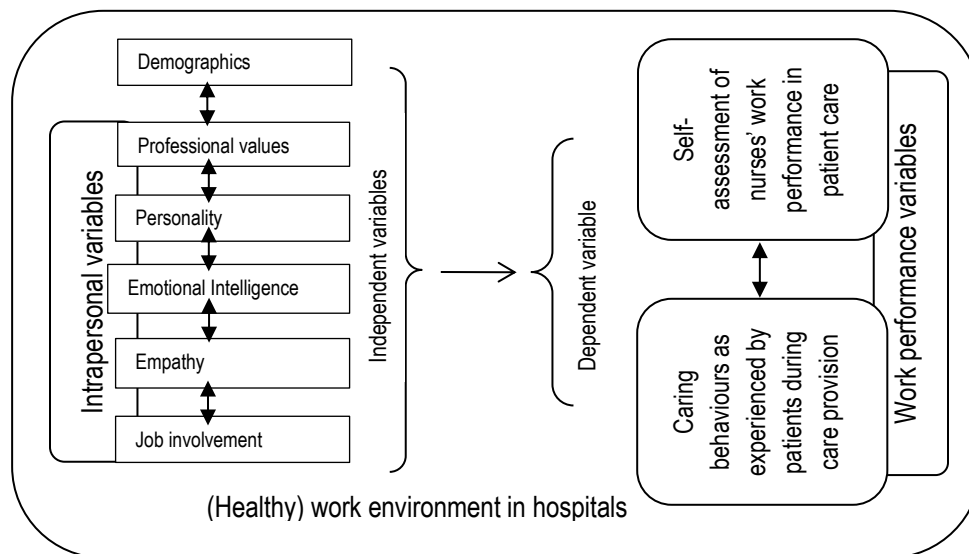 Demographics
Intrapersonal variables
Professional values
Personality
Emotional Intelligence
Empathy
Job involvement
Independent variables
Dependent variable
Self-
assessment of
nurses’ work
performance in
patient care
Caring
behaviours as
experienced by
patients during
care provision
Work performance variables
(Healthy) work environment in hospitals